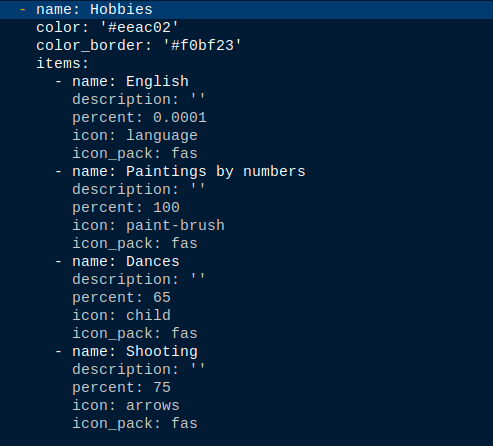 - name: Hobbies
color: '#eeac02'
color_border: '#f0bf23'
items:
- name: English
description: ''
percent: 0.0001
icon: language
icon_pack: fas
- name: Paintings by numbers
description: ''
percent: 100
icon: paint-brush
icon_pack: fas
- name: Dances
description: ''
percent: 65
icon: child
icon_pack: fas
- name: Shooting
description: ''
percent: 75
icon: arrows
icon_pack: fas